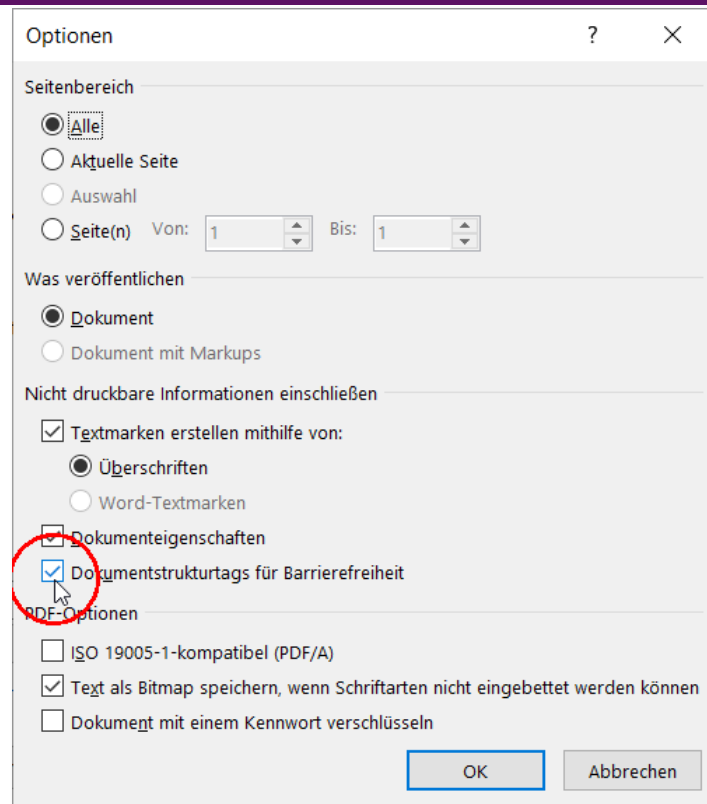 Optionen ? ×
Seitenbereich
Alle
Aktuelle Seite
Auswahl
Seite(n) Von: 1 Bis: 1
Was veröffentlichen
Dokument
Dokument mit Markups
Nicht druckbare Informationen einschließen
Textmarken erstellen mithilfe von:
Überschriften
Word-Textmarken
Dokumenteigenschaften
Dokumentstrukturtags für Barrierefreiheit
PDF-Optionen
ISO 19005-1-kompatibel (PDF/A)
Text als Bitmap speichern, wenn Schriftarten nicht eingebettet werden können
Dokument mit einem Kennwort verschlüsseln
OK Abbrechen